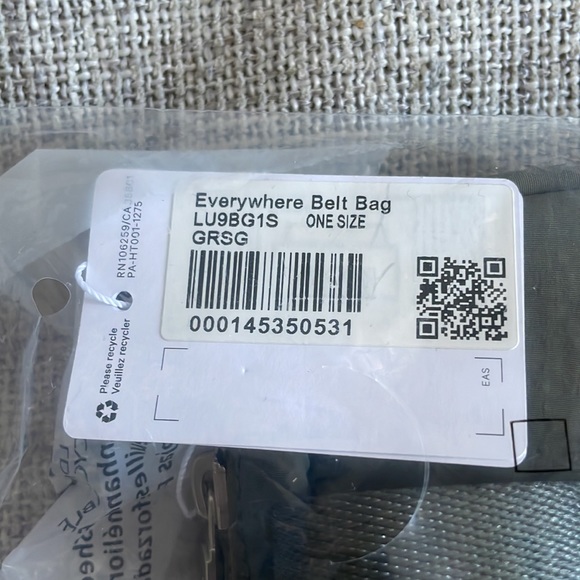 Everywhere Belt Bag
LU9BG1S ONE SIZE
GRSG
000145350531
RN106259/CA
PA-HT001-1275
Please recycle
Veuillez recycler
EAS